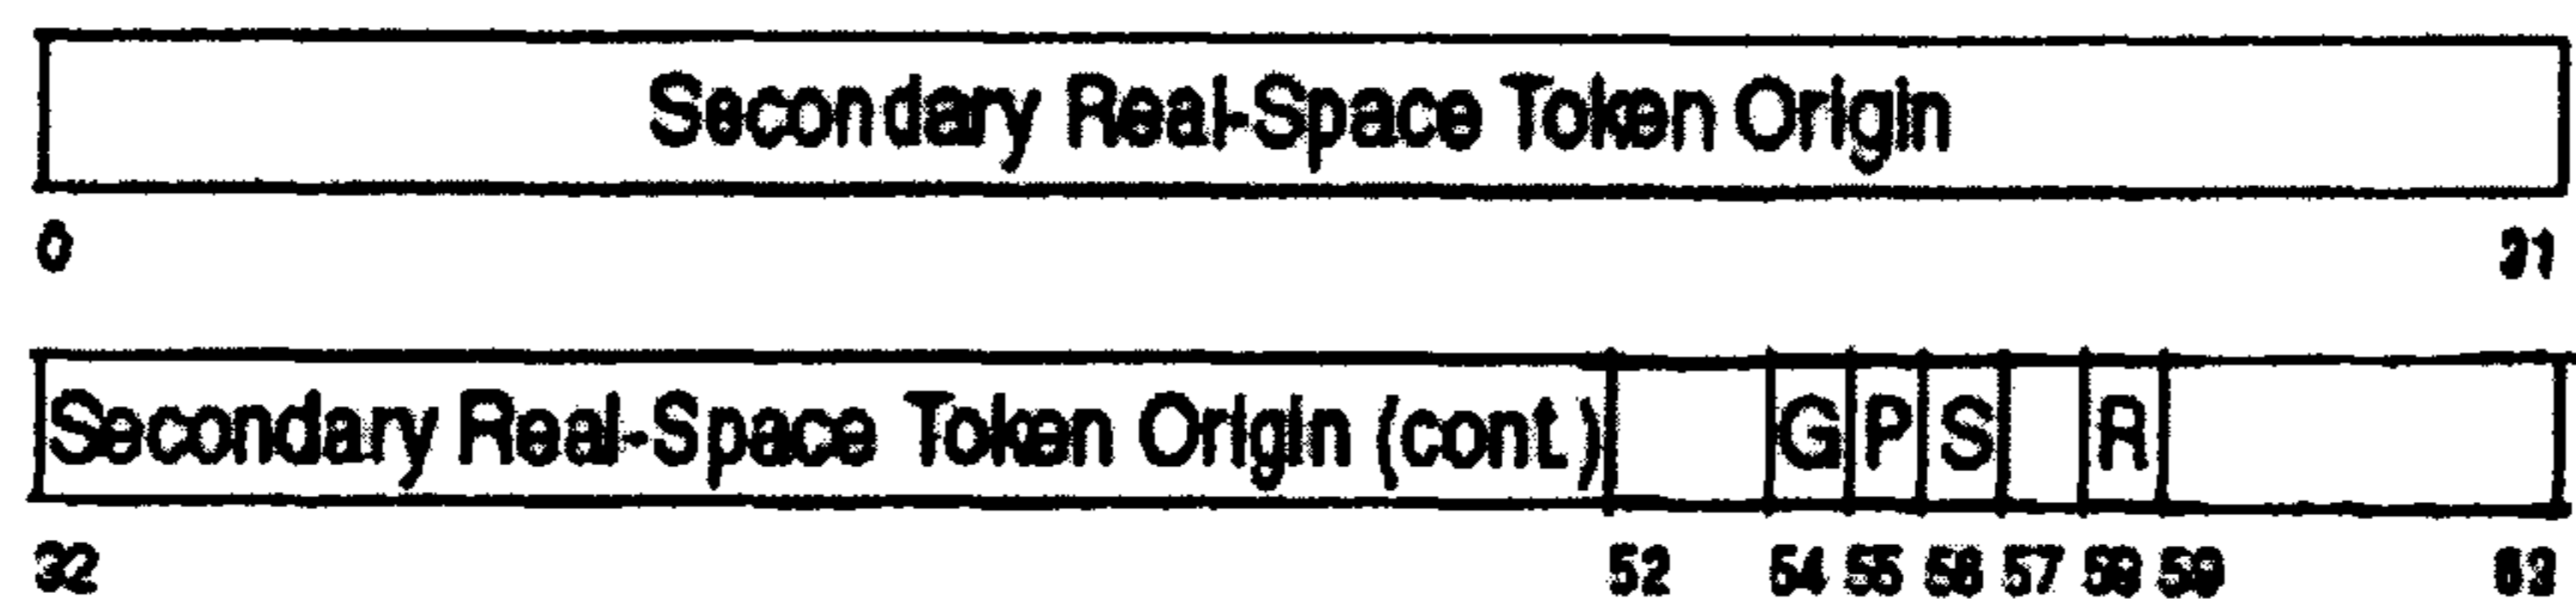 Secondary Real-Space Token Origin
0 31
Secondary Real-Space Token Origin (cont.) G P S R
32 52 54 55 56 57 58 59 63